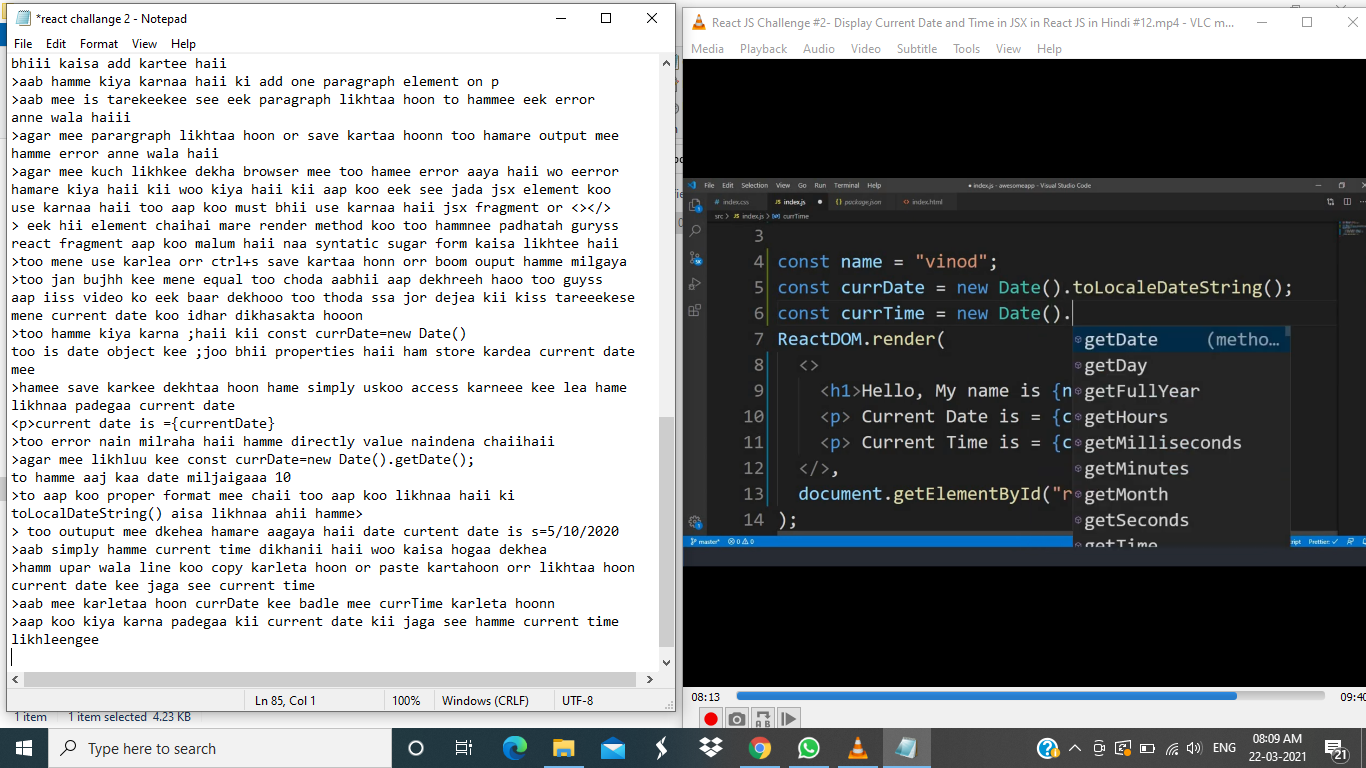 *react challange 2 - Notepad
File Edit Format View Help
bhiii kaisa add kartee haii
>aab hamme kiya karnaa haii ki add one paragraph element on p
>aab mee is tarekeekee see eek paragraph likhtaa hoon to hammee eek error
anne wala haiii
>agar mee parargraph likhtaa hoon or save kartaa hoonn too hamare output mee
hamme error anne wala haii
>agar mee kuch likhkee dekha browser mee too hamee error aaya haii wo eerror
hamare kiya haii kii woo kiya haii kii aap koo eek see jada jsx element koo
use karnaa haii too aap koo must bhii use karnaa haii jsx fragment or <></>
> eek hii element chaihai mare render method koo too hammnee padhatah guryss
react fragment aap koo malum haii naa syntatic sugar form kaisa likhtee haii
>too mene use karlea orr ctrl+s save kartaa honn orr boom ouput hamme milgaya
>too jan bujhh kee mene equal too choda aabhii aap dekhreeh haoo too guyss
aap iiss video ko eek baar dekhooo too thoda ssa jor dejea kii kiss tareeekese
mene current date koo idhar dikhasakta hooon
>too hamme kiya karna ;haii kii const currDate=new Date()
too is date object kee ;joo bhii properties haii ham store kardea current date
mee
>hamee save karkee dekhtaa hoon hame simply uskoo access karneee kee lea hame
likhnaa padegaa current date
<p>current date is ={currentDate}
>too error nain milraha haii hamme directly value naindena chaiihaii
>agar mee likhluu kee const currDate=new Date().getDate();
to hamme aaj kaa date miljaigaaa 10
>to aap koo proper format mee chaii too aap koo likhnaa haii ki
toLocalDateString() aisa likhnaa ahii hamme>
> too outuput mee dkehea hamare aagaya haii date curtent date is s=5/10/2020
>aab simply hamme current time dikhanii haii woo kaisa hogaa dekhea
>hamm upar wala line koo copy karleta hoon or paste kartahoon orr likhtaa hoon
current date kee jaga see current time
>aab mee karletaa hoon currDate kee badle mee currTime karleta hoonn
>aap koo kiya karna padegaa kii current date kii jaga see hamme current time
likhleengee
Ln 85, Col 1 100% Windows (CRLF) UTF-8
1 item 1 item selected 4.23 KB
React JS Challenge #2- Display Current Date and Time in JSX in React JS in Hindi #12.mp4 - VLC m...
Media Playback Audio Video Subtitle Tools View Help
File Edit Selection View Go Run Terminal Help
● index.js - awesomeapp - Visual Studio Code
# index.css JS index.js ● {} package.json <> index.html
src > JS index.js > currTime
3
4 const name = "vinod";
5 const currDate = new Date().toLocaleDateString();
6 const currTime = new Date().
7 ReactDOM.render(
8 <>
9 <h1>Hello, My name is {n
10 <p> Current Date is = {c
11 <p> Current Time is = {c
12 </>,
13 document.getElementById("r
14 );
getDate (metho...
getDay
getFullYear
getHours
getMilliseconds
getMinutes
getMonth
getSeconds
getTime
master* 0 0 Prettier: ✓
08:13 09:40
Type here to search
ENG
08:09 AM
22-03-2021
21